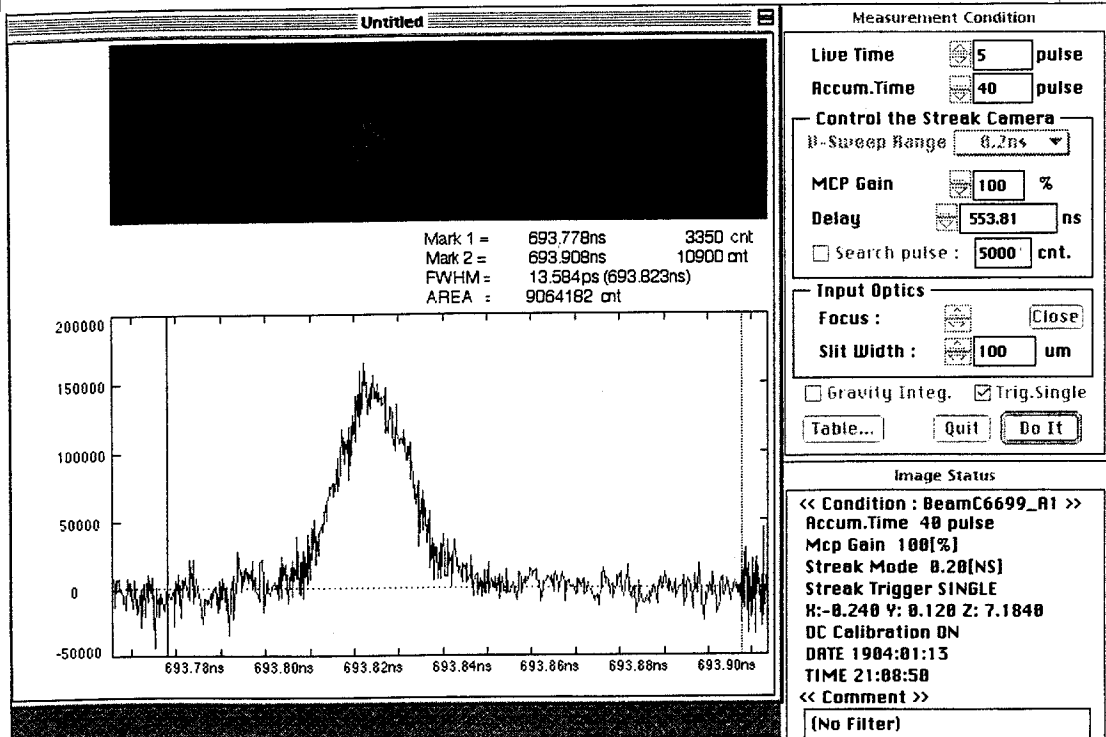 Untitled
Mark 1 = 693.778ns 3350 cnt
Mark 2 = 693.908ns 10900 cnt
FWHM = 13.584ps (693.823ns)
AREA : 9064182 cnt
200000
150000
100000
50000
0
-50000
693.78ns 693.80ns 693.82ns 693.84ns 693.86ns 693.88ns 693.90ns
Measurement Condition
Live Time 5 pulse
Accum.Time 40 pulse
Control the Streak Camera
V-Sweep Range 0.2ns
MCP Gain 100 %
Delay 553.81 ns
Search pulse : 5000 cnt.
Input Optics
Focus : Close
Slit Width : 100 um
Gravity Integ. Trig.Single
Table... Quit Do It
Image Status
<< Condition : BeamC6699_A1 >>
Accum.Time 40 pulse
Mcp Gain 100[%]
Streak Mode 0.20[NS]
Streak Trigger SINGLE
X:-0.240 Y: 0.120 Z: 7.1840
DC Calibration ON
DATE 1904:01:13
TIME 21:08:50
<< Comment >>
(No Filter)